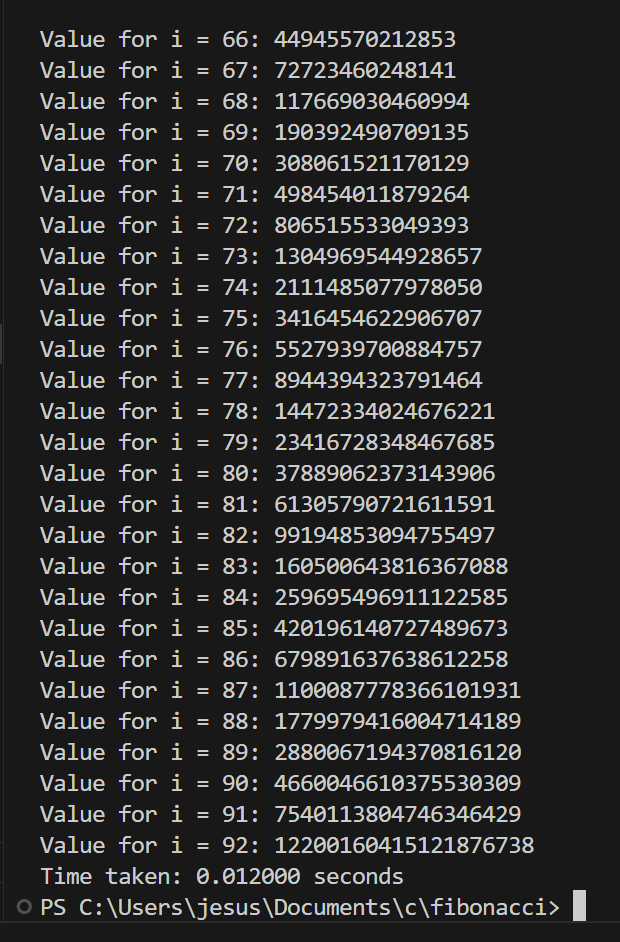 Value for i = 66: 44945570212853
Value for i = 67: 72723460248141
Value for i = 68: 117669030460994
Value for i = 69: 190392490709135
Value for i = 70: 308061521170129
Value for i = 71: 498454011879264
Value for i = 72: 806515533049393
Value for i = 73: 1304969544928657
Value for i = 74: 2111485077978050
Value for i = 75: 3416454622906707
Value for i = 76: 5527939700884757
Value for i = 77: 8944394323791464
Value for i = 78: 14472334024676221
Value for i = 79: 23416728348467685
Value for i = 80: 37889062373143906
Value for i = 81: 61305790721611591
Value for i = 82: 99194853094755497
Value for i = 83: 160500643816367088
Value for i = 84: 259695496911122585
Value for i = 85: 420196140727489673
Value for i = 86: 679891637638612258
Value for i = 87: 1100087778366101931
Value for i = 88: 1779979416004714189
Value for i = 89: 2880067194370816120
Value for i = 90: 4660046610375530309
Value for i = 91: 7540113804746346429
Value for i = 92: 12200160415121876738
Time taken: 0.012000 seconds
PS C:\Users\jesus\Documents\c\fibonacci>